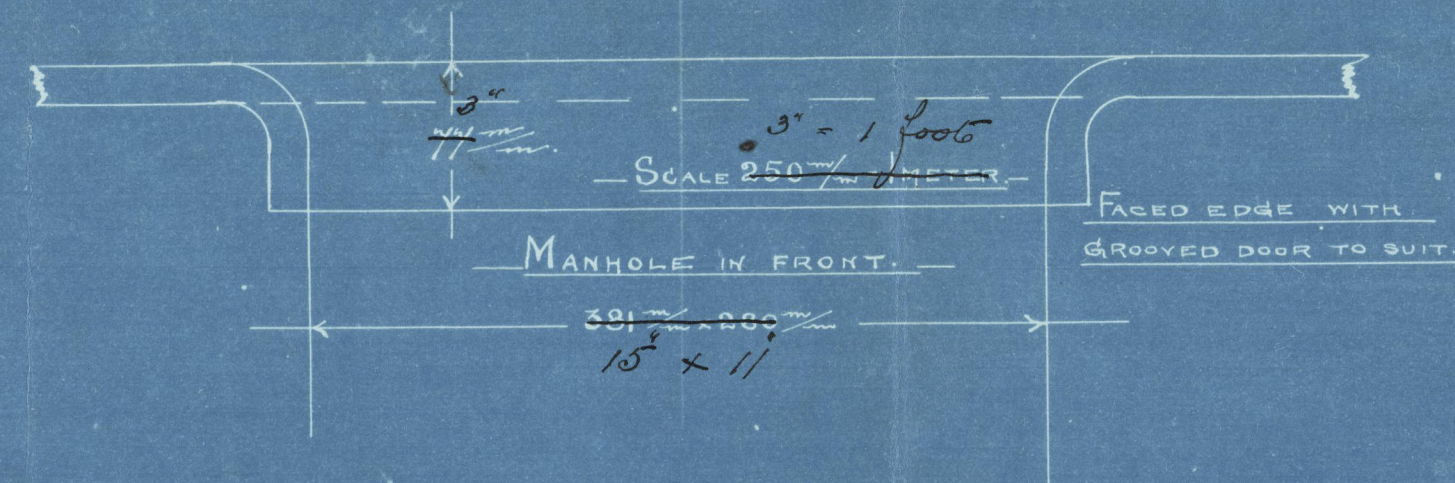 3"
77 m/m.
3" = 1 foot
SCALE 250 m/m = 1 METER.
FACED EDGE WITH
GROOVED DOOR TO SUIT.
MANHOLE IN FRONT.
381 m/m x 280 m/m
15" x 11"